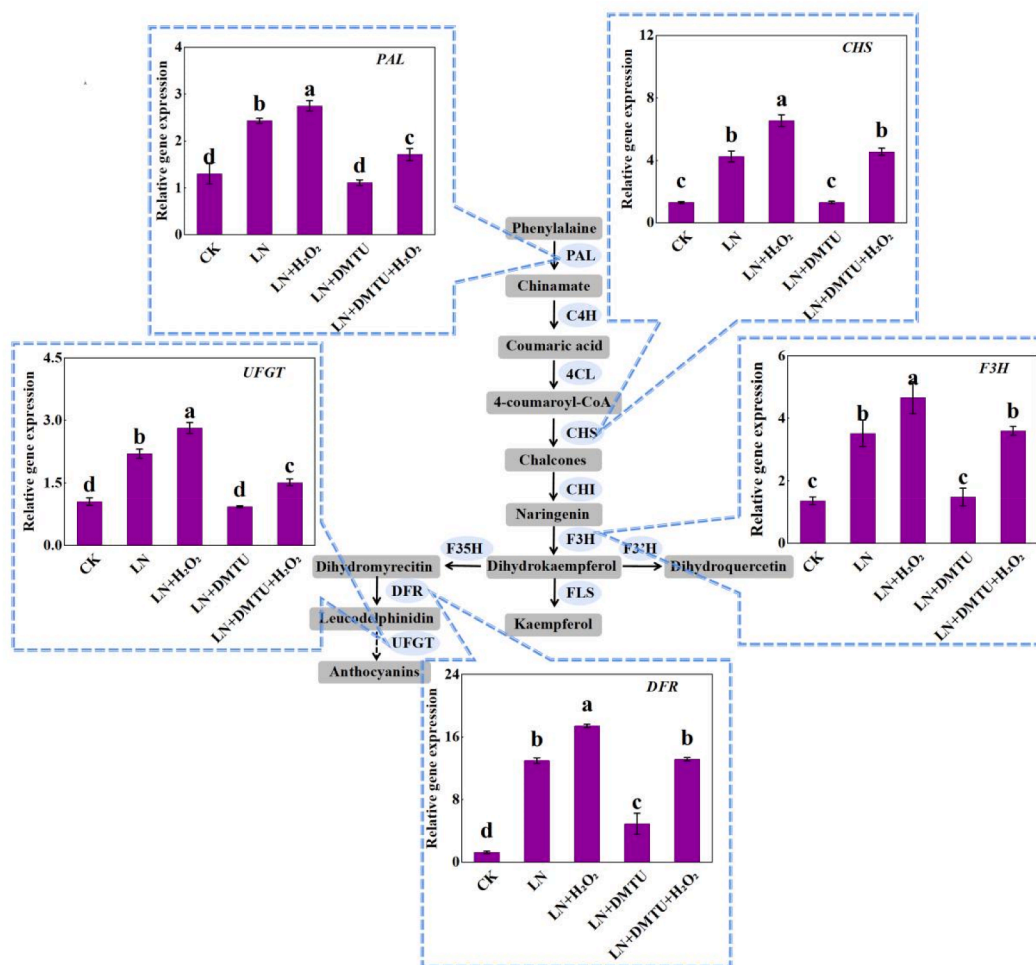 PAL
Relative gene expression
4
3
2
1
0
d
b
a
d
c
CK
LN
LN+H₂O₂
LN+DMTU
LN+DMTU+H₂O₂
CHS
Relative gene expression
12
8
4
0
c
b
a
c
b
CK
LN
LN+H₂O₂
LN+DMTU
LN+DMTU+H₂O₂
Phenylalaine
PAL
Chinamate
C4H
Coumaric acid
4CL
4-coumaroyl-CoA
CHS
Chalcones
CHI
Naringenin
F35H
F3H
F3'H
Dihydromyrecitin
Dihydrokaempferol
Dihydroquercetin
DFR
FLS
Leucodelphinidin
Kaempferol
UFGT
Anthocyanins
UFGT
Relative gene expression
4.5
3.0
1.5
0.0
d
b
a
d
c
CK
LN
LN+H₂O₂
LN+DMTU
LN+DMTU+H₂O₂
F3H
Relative gene expression
6
4
2
0
c
b
a
c
b
CK
LN
LN+H₂O₂
LN+DMTU
LN+DMTU+H₂O₂
DFR
Relative gene expression
24
16
8
0
d
b
a
c
b
CK
LN
LN+H₂O₂
LN+DMTU
LN+DMTU+H₂O₂